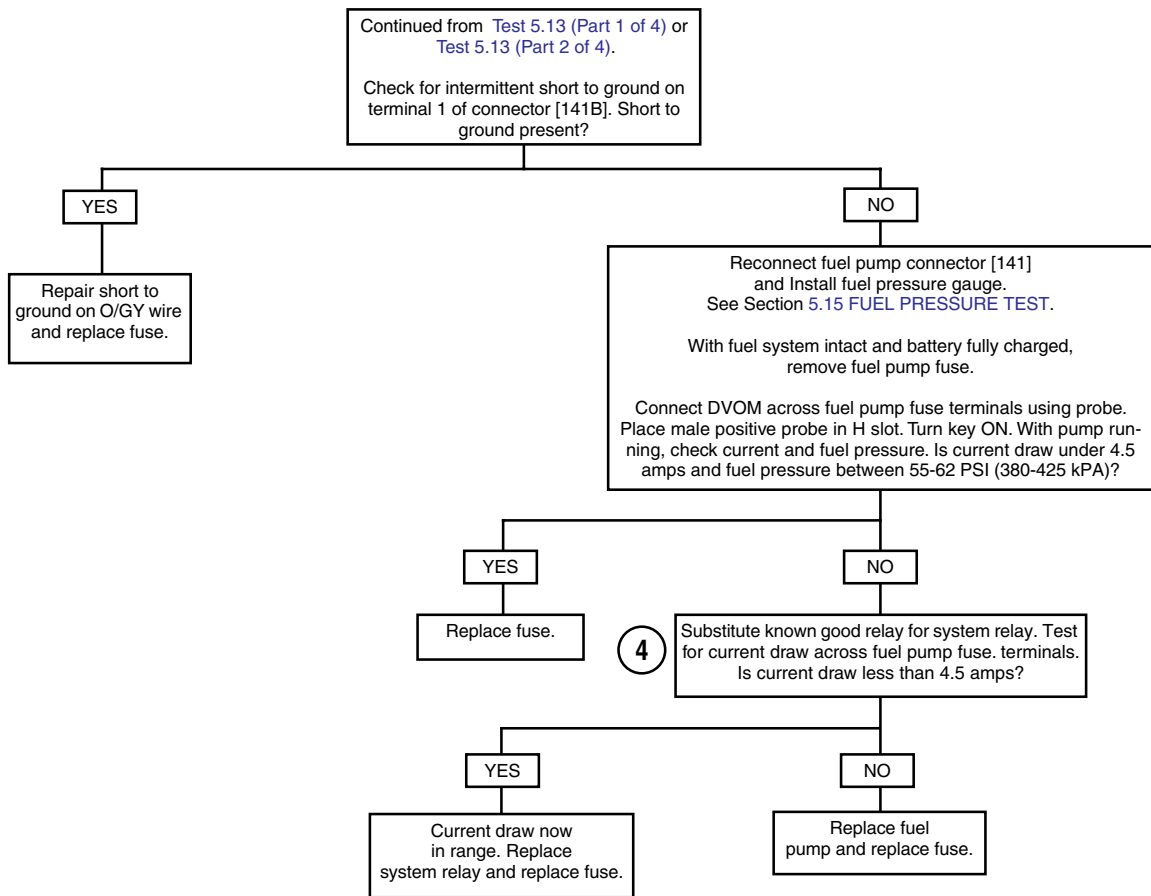 Continued from Test 5.13 (Part 1 of 4) or
Test 5.13 (Part 2 of 4).
Check for intermittent short to ground on
terminal 1 of connector [141B]. Short to
ground present?
YES
NO
Repair short to
ground on O/GY wire
and replace fuse.
Reconnect fuel pump connector [141]
and Install fuel pressure gauge.
See Section 5.15 FUEL PRESSURE TEST.
With fuel system intact and battery fully charged,
remove fuel pump fuse.
Connect DVOM across fuel pump fuse terminals using probe.
Place male positive probe in H slot. Turn key ON. With pump run-
ning, check current and fuel pressure. Is current draw under 4.5
amps and fuel pressure between 55-62 PSI (380-425 kPA)?
YES
NO
Replace fuse.
4
Substitute known good relay for system relay. Test
for current draw across fuel pump fuse. terminals.
Is current draw less than 4.5 amps?
YES
NO
Current draw now
in range. Replace
system relay and replace fuse.
Replace fuel
pump and replace fuse.